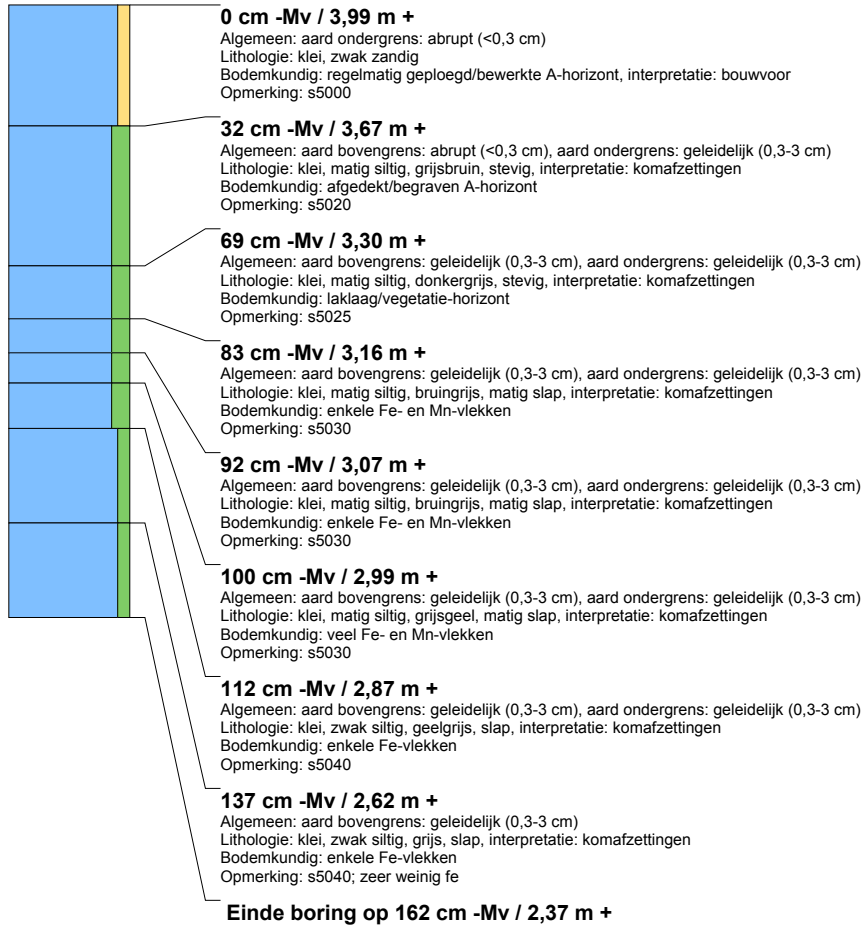 0 cm -Mv / 3,99 m +
Algemeen: aard ondergrens: abrupt (<0,3 cm)
Lithologie: klei, zwak zandig
Bodemkundig: regelmatig geploegd/bewerkte A-horizont, interpretatie: bouwvoor
Opmerking: s5000
32 cm -Mv / 3,67 m +
Algemeen: aard bovengrens: abrupt (<0,3 cm), aard ondergrens: geleidelijk (0,3-3 cm)
Lithologie: klei, matig siltig, grijsbruin, stevig, interpretatie: komafzettingen
Bodemkundig: afgedekt/begraven A-horizont
Opmerking: s5020
69 cm -Mv / 3,30 m +
Algemeen: aard bovengrens: geleidelijk (0,3-3 cm), aard ondergrens: geleidelijk (0,3-3 cm)
Lithologie: klei, matig siltig, donkergrijs, stevig, interpretatie: komafzettingen
Bodemkundig: laklaag/vegetatie-horizont
Opmerking: s5025
83 cm -Mv / 3,16 m +
Algemeen: aard bovengrens: geleidelijk (0,3-3 cm), aard ondergrens: geleidelijk (0,3-3 cm)
Lithologie: klei, matig siltig, bruingrijs, matig slap, interpretatie: komafzettingen
Bodemkundig: enkele Fe- en Mn-vlekken
Opmerking: s5030
92 cm -Mv / 3,07 m +
Algemeen: aard bovengrens: geleidelijk (0,3-3 cm), aard ondergrens: geleidelijk (0,3-3 cm)
Lithologie: klei, matig siltig, bruingrijs, matig slap, interpretatie: komafzettingen
Bodemkundig: enkele Fe- en Mn-vlekken
Opmerking: s5030
100 cm -Mv / 2,99 m +
Algemeen: aard bovengrens: geleidelijk (0,3-3 cm), aard ondergrens: geleidelijk (0,3-3 cm)
Lithologie: klei, matig siltig, grijsgeel, matig slap, interpretatie: komafzettingen
Bodemkundig: veel Fe- en Mn-vlekken
Opmerking: s5030
112 cm -Mv / 2,87 m +
Algemeen: aard bovengrens: geleidelijk (0,3-3 cm), aard ondergrens: geleidelijk (0,3-3 cm)
Lithologie: klei, zwak siltig, geelgrijs, slap, interpretatie: komafzettingen
Bodemkundig: enkele Fe-vlekken
Opmerking: s5040
137 cm -Mv / 2,62 m +
Algemeen: aard bovengrens: geleidelijk (0,3-3 cm)
Lithologie: klei, zwak siltig, grijs, slap, interpretatie: komafzettingen
Bodemkundig: enkele Fe-vlekken
Opmerking: s5040; zeer weinig fe
Einde boring op 162 cm -Mv / 2,37 m +